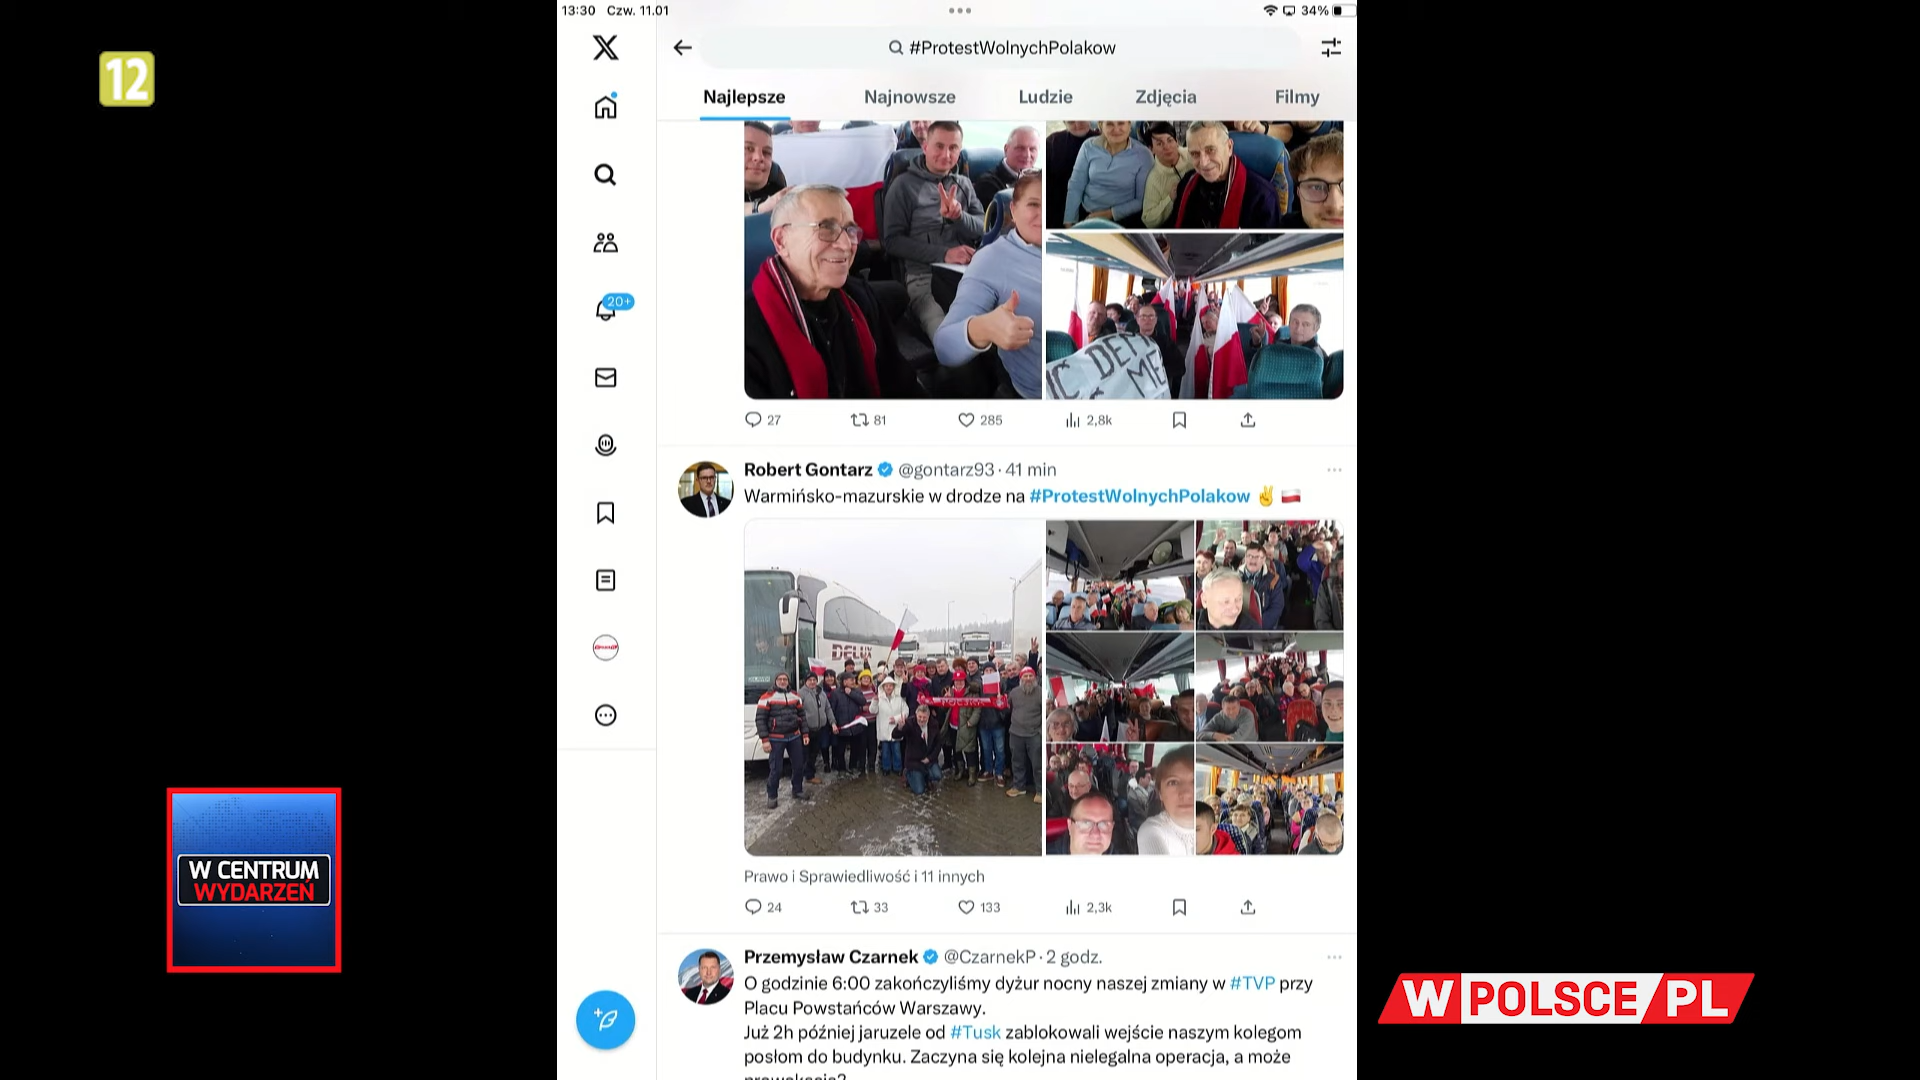 13:30 Czw. 11.01
34%
12
#ProtestWolnychPolakow
Najlepsze Najnowsze Ludzie Zdjęcia Filmy
20+
27 81 285 2,8k
Robert Gontarz @gontarz93 · 41 min
Warmińsko-mazurskie w drodze na #ProtestWolnychPolakow ✌️🇵🇱
DELUX
POLSKA
Prawo i Sprawiedliwość i 11 innych
24 33 133 2,3k
Przemysław Czarnek @CzarnekP · 2 godz.
O godzinie 6:00 zakończyliśmy dyżur nocny naszej zmiany w #TVP przy
Placu Powstańców Warszawy.
Już 2h później jaruzele od #Tusk zablokowali wejście naszym kolegom
posłom do budynku. Zaczyna się kolejna nielegalna operacja, a może
W CENTRUM
WYDARZEŃ
WPOLSCE/PL